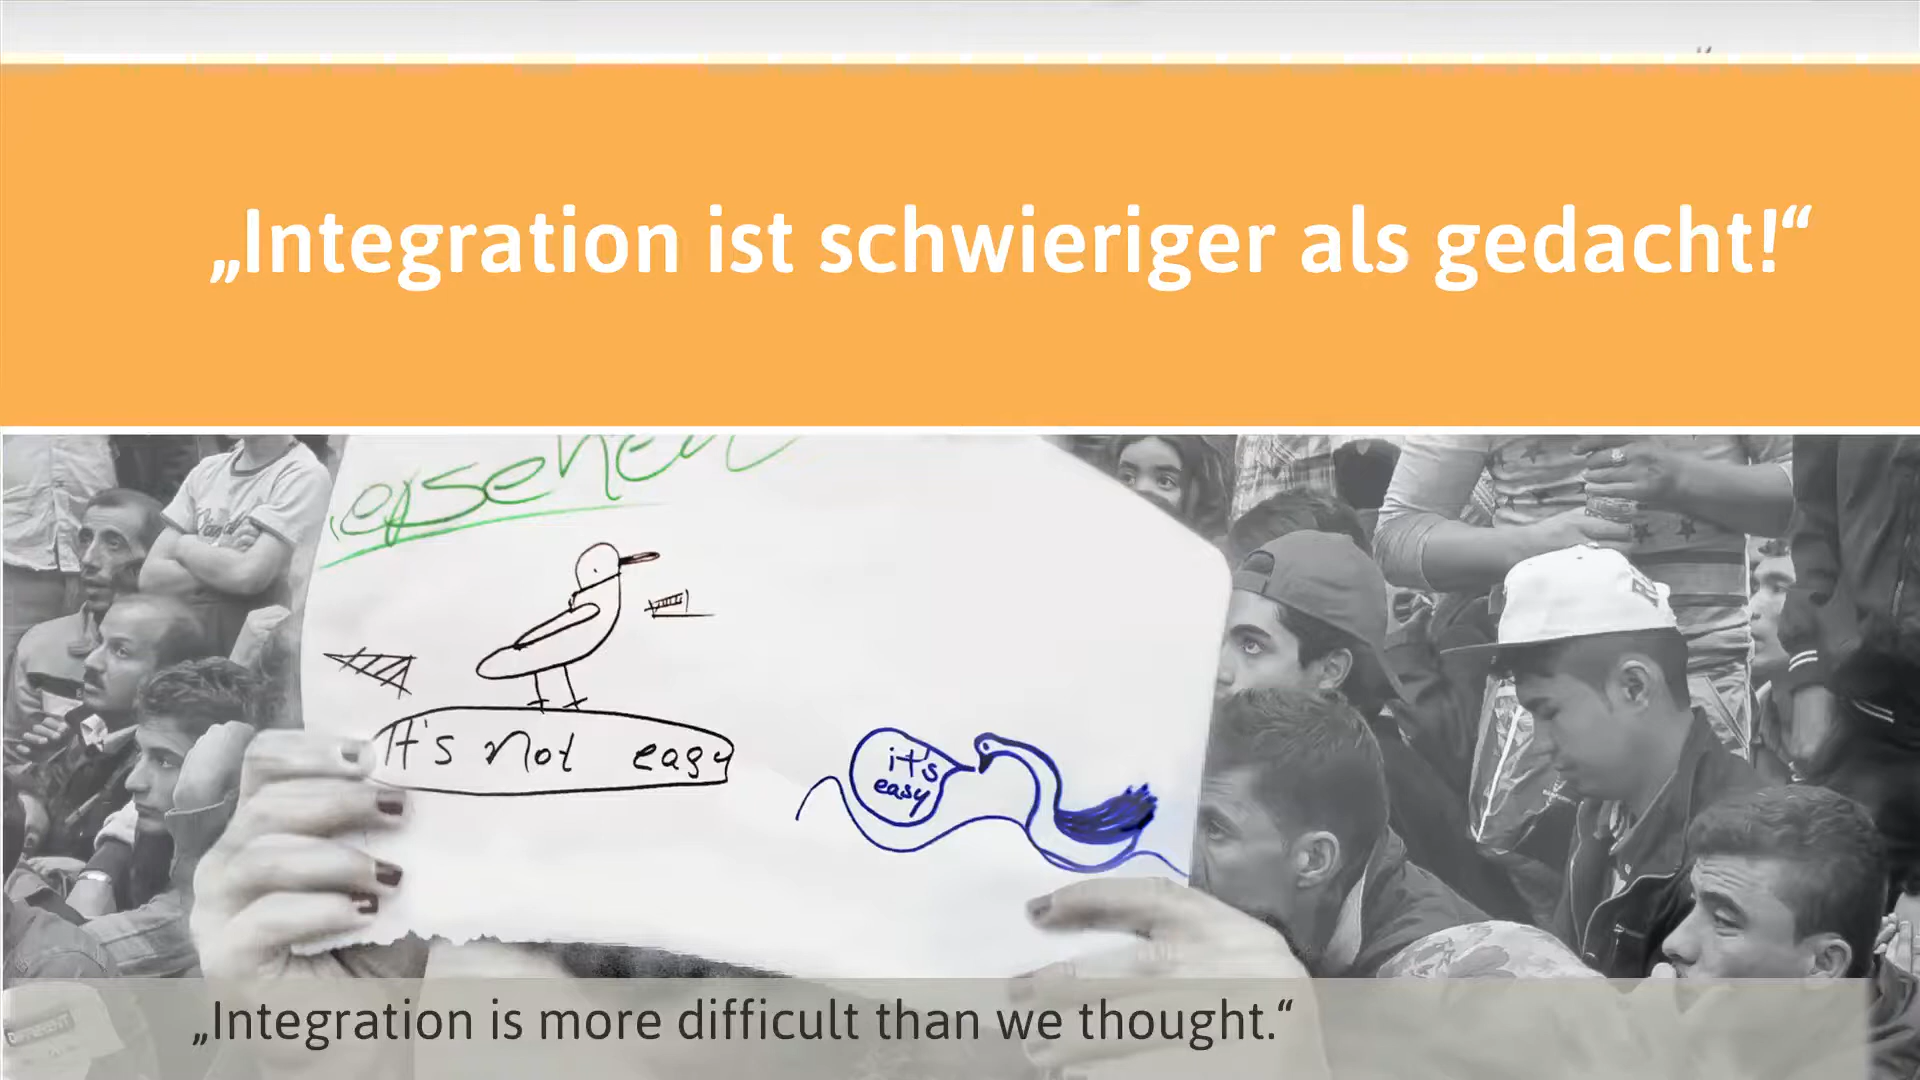 „Integration ist schwieriger als gedacht!“
It's not easy
it's
easy
„Integration is more difficult than we thought.“